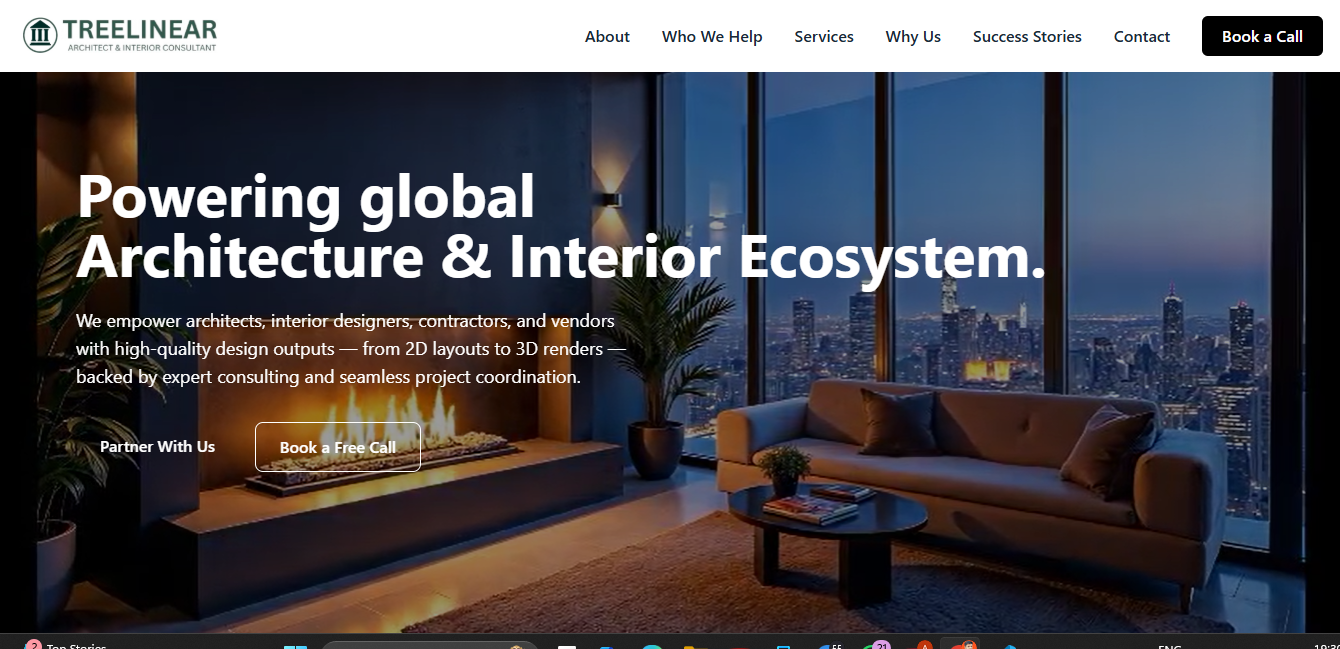 TREELINEAR
ARCHITECT & INTERIOR CONSULTANT
About
Who We Help
Services
Why Us
Success Stories
Contact
Book a Call
Powering global
Architecture & Interior Ecosystem.
We empower architects, interior designers, contractors, and vendors
with high-quality design outputs — from 2D layouts to 3D renders —
backed by expert consulting and seamless project coordination.
Partner With Us
Book a Free Call
2
Top Stories
21
ENG